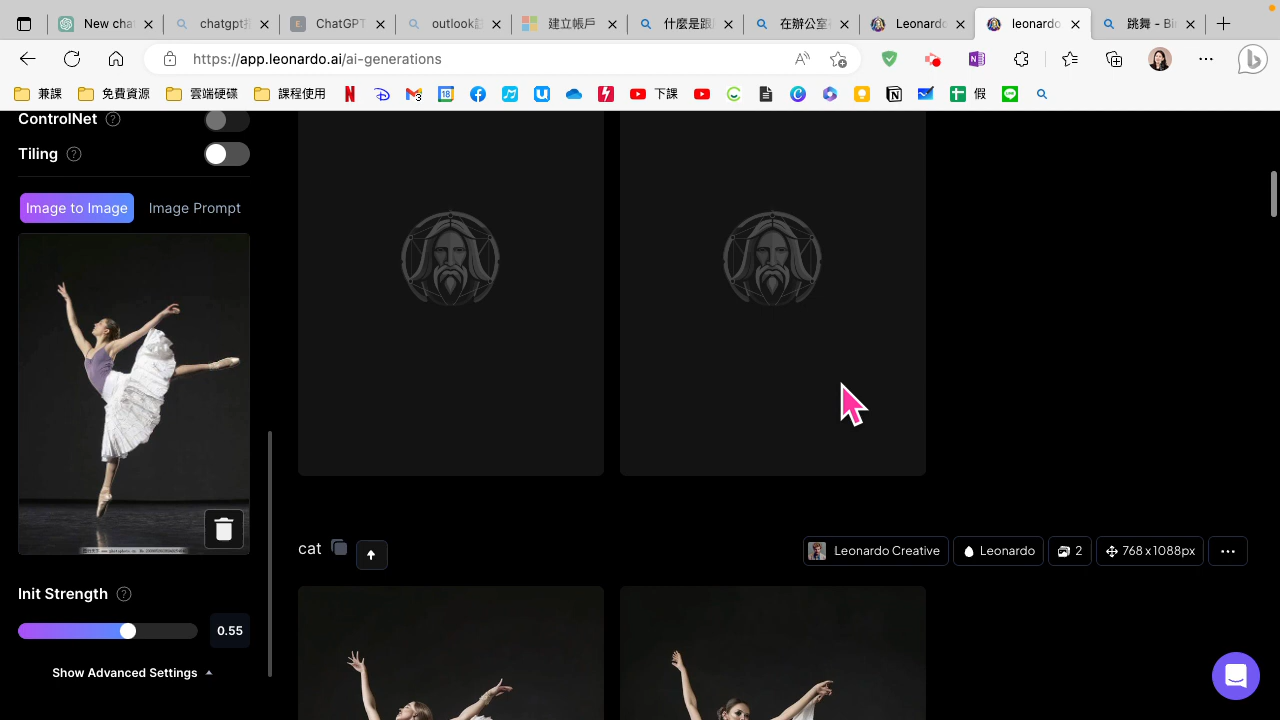 New cha
chatgpt
ChatGPT
outlook
建立帳戶
什麼是跟
在辦公室
Leonardo
leonardo
跳舞 - Bi
https://app.leonardo.ai/ai-generations
兼課
免費資源
雲端硬碟
課程使用
下課
假
ControlNet
Tiling
Image to Image
Image Prompt
Init Strength
0.55
Show Advanced Settings
cat
Leonardo Creative
Leonardo
2
768 x 1088px